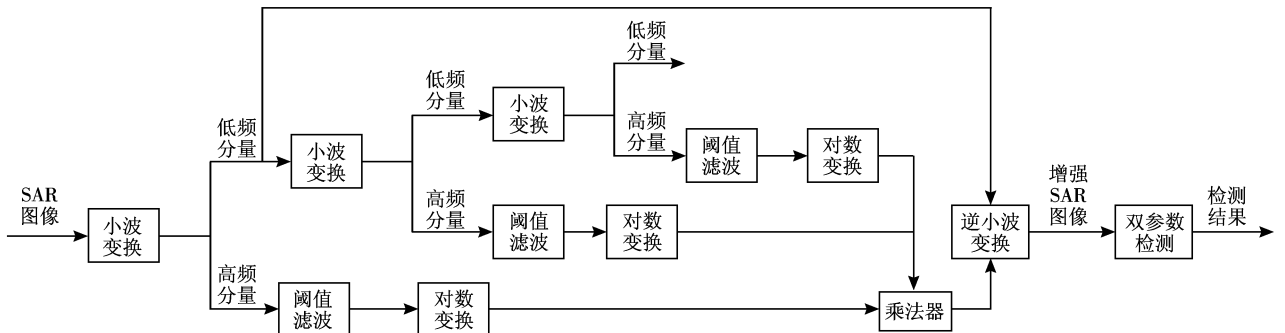 SAR
图像
小波
变换
低频
分量
高频
分量
小波
变换
低频
分量
高频
分量
小波
变换
低频
分量
高频
分量
阈值
滤波
对数
变换
阈值
滤波
对数
变换
阈值
滤波
对数
变换
乘法器
逆小波
变换
增强
SAR
图像
双参数
检测
检测
结果